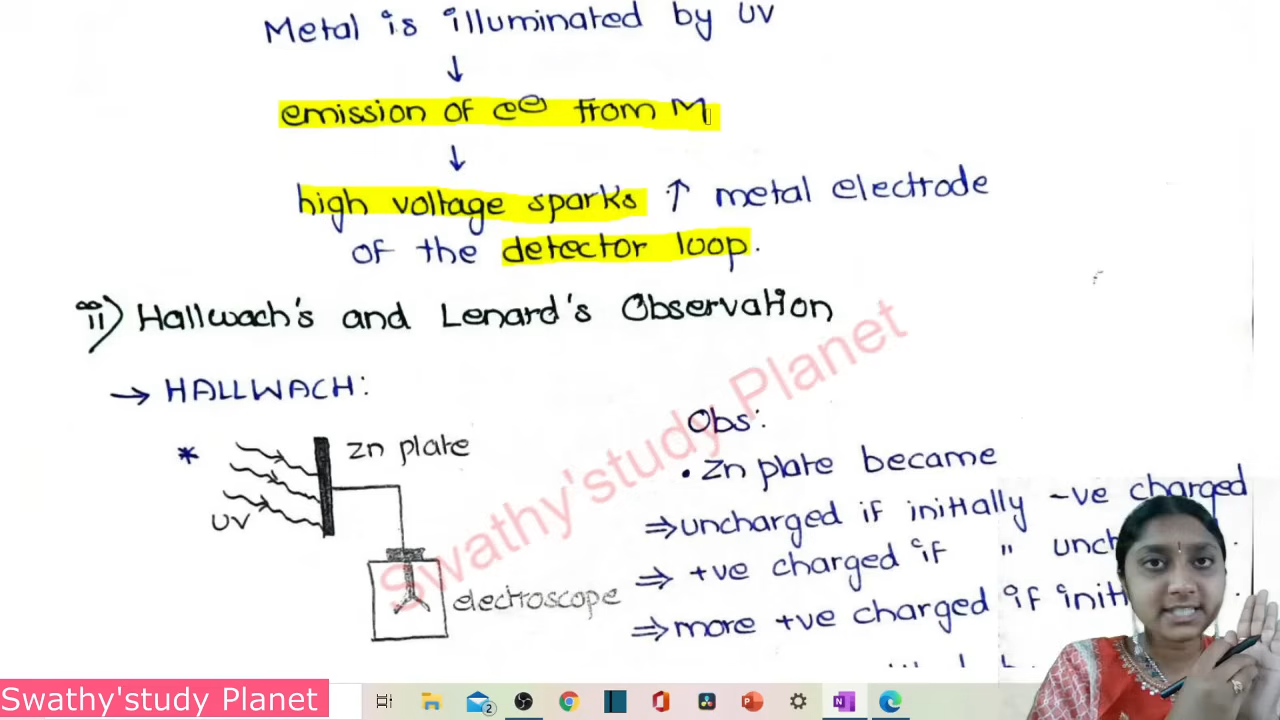 Metal is illuminated by UV
↓
emission of e⊖ from M
↓
high voltage sparks ↑ metal electrode
of the detector loop.
ii) Hallwach's and Lenard's Observation
→ HALLWACH:
* Zn plate
UV
electroscope
Obs:
• Zn plate became
⇒ uncharged if initially -ve charged
⇒ +ve charged if " unch
⇒ more +ve charged if initi
Swathy'study Planet
Swathy'study Planet
2